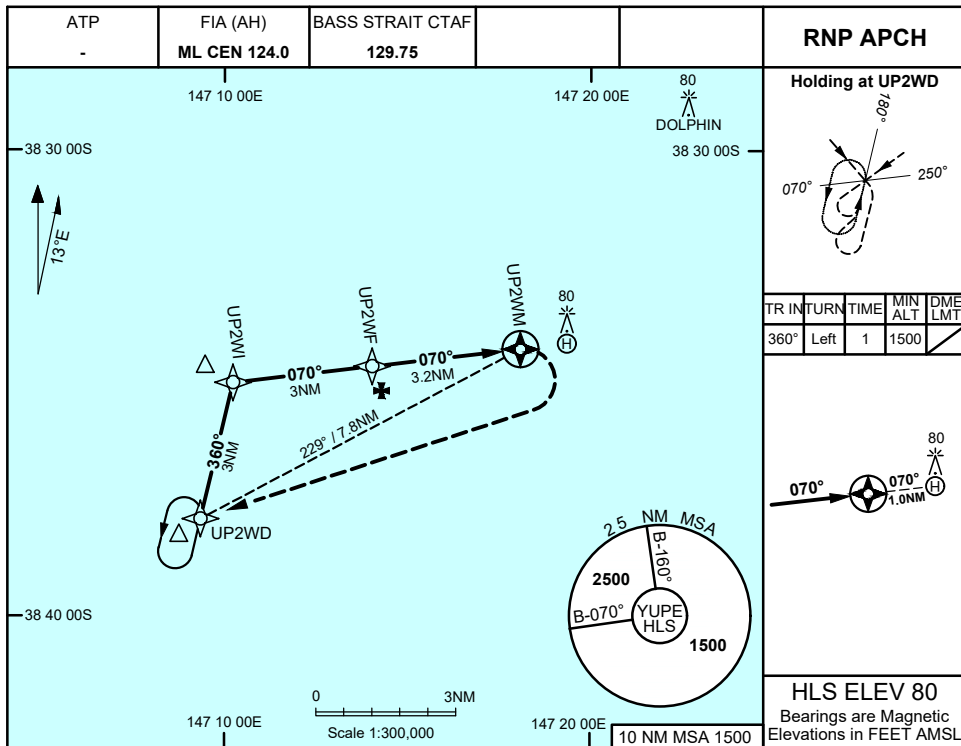 ATP
-
FIA (AH)
ML CEN 124.0
BASS STRAIT CTAF
129.75
RNP APCH
147 10 00E
147 20 00E
80
DOLPHIN
38 30 00S
38 30 00S
13°E
UP2WI
UP2WF
UP2WM
80
H
070°
3NM
070°
3.2NM
360°
3NM
229° / 7.8NM
UP2WD
38 40 00S
25 NM MSA
B-160°
2500
B-070°
YUPE
HLS
1500
0
3NM
Scale 1:300,000
147 10 00E
147 20 00E
10 NM MSA 1500
Holding at UP2WD
180°
070°
250°
TR IN
TURN
TIME
MIN
ALT
DME
LMT
360°
Left
1
1500
80
070°
070°
1.0NM
H
HLS ELEV 80
Bearings are Magnetic
Elevations in FEET AMSL